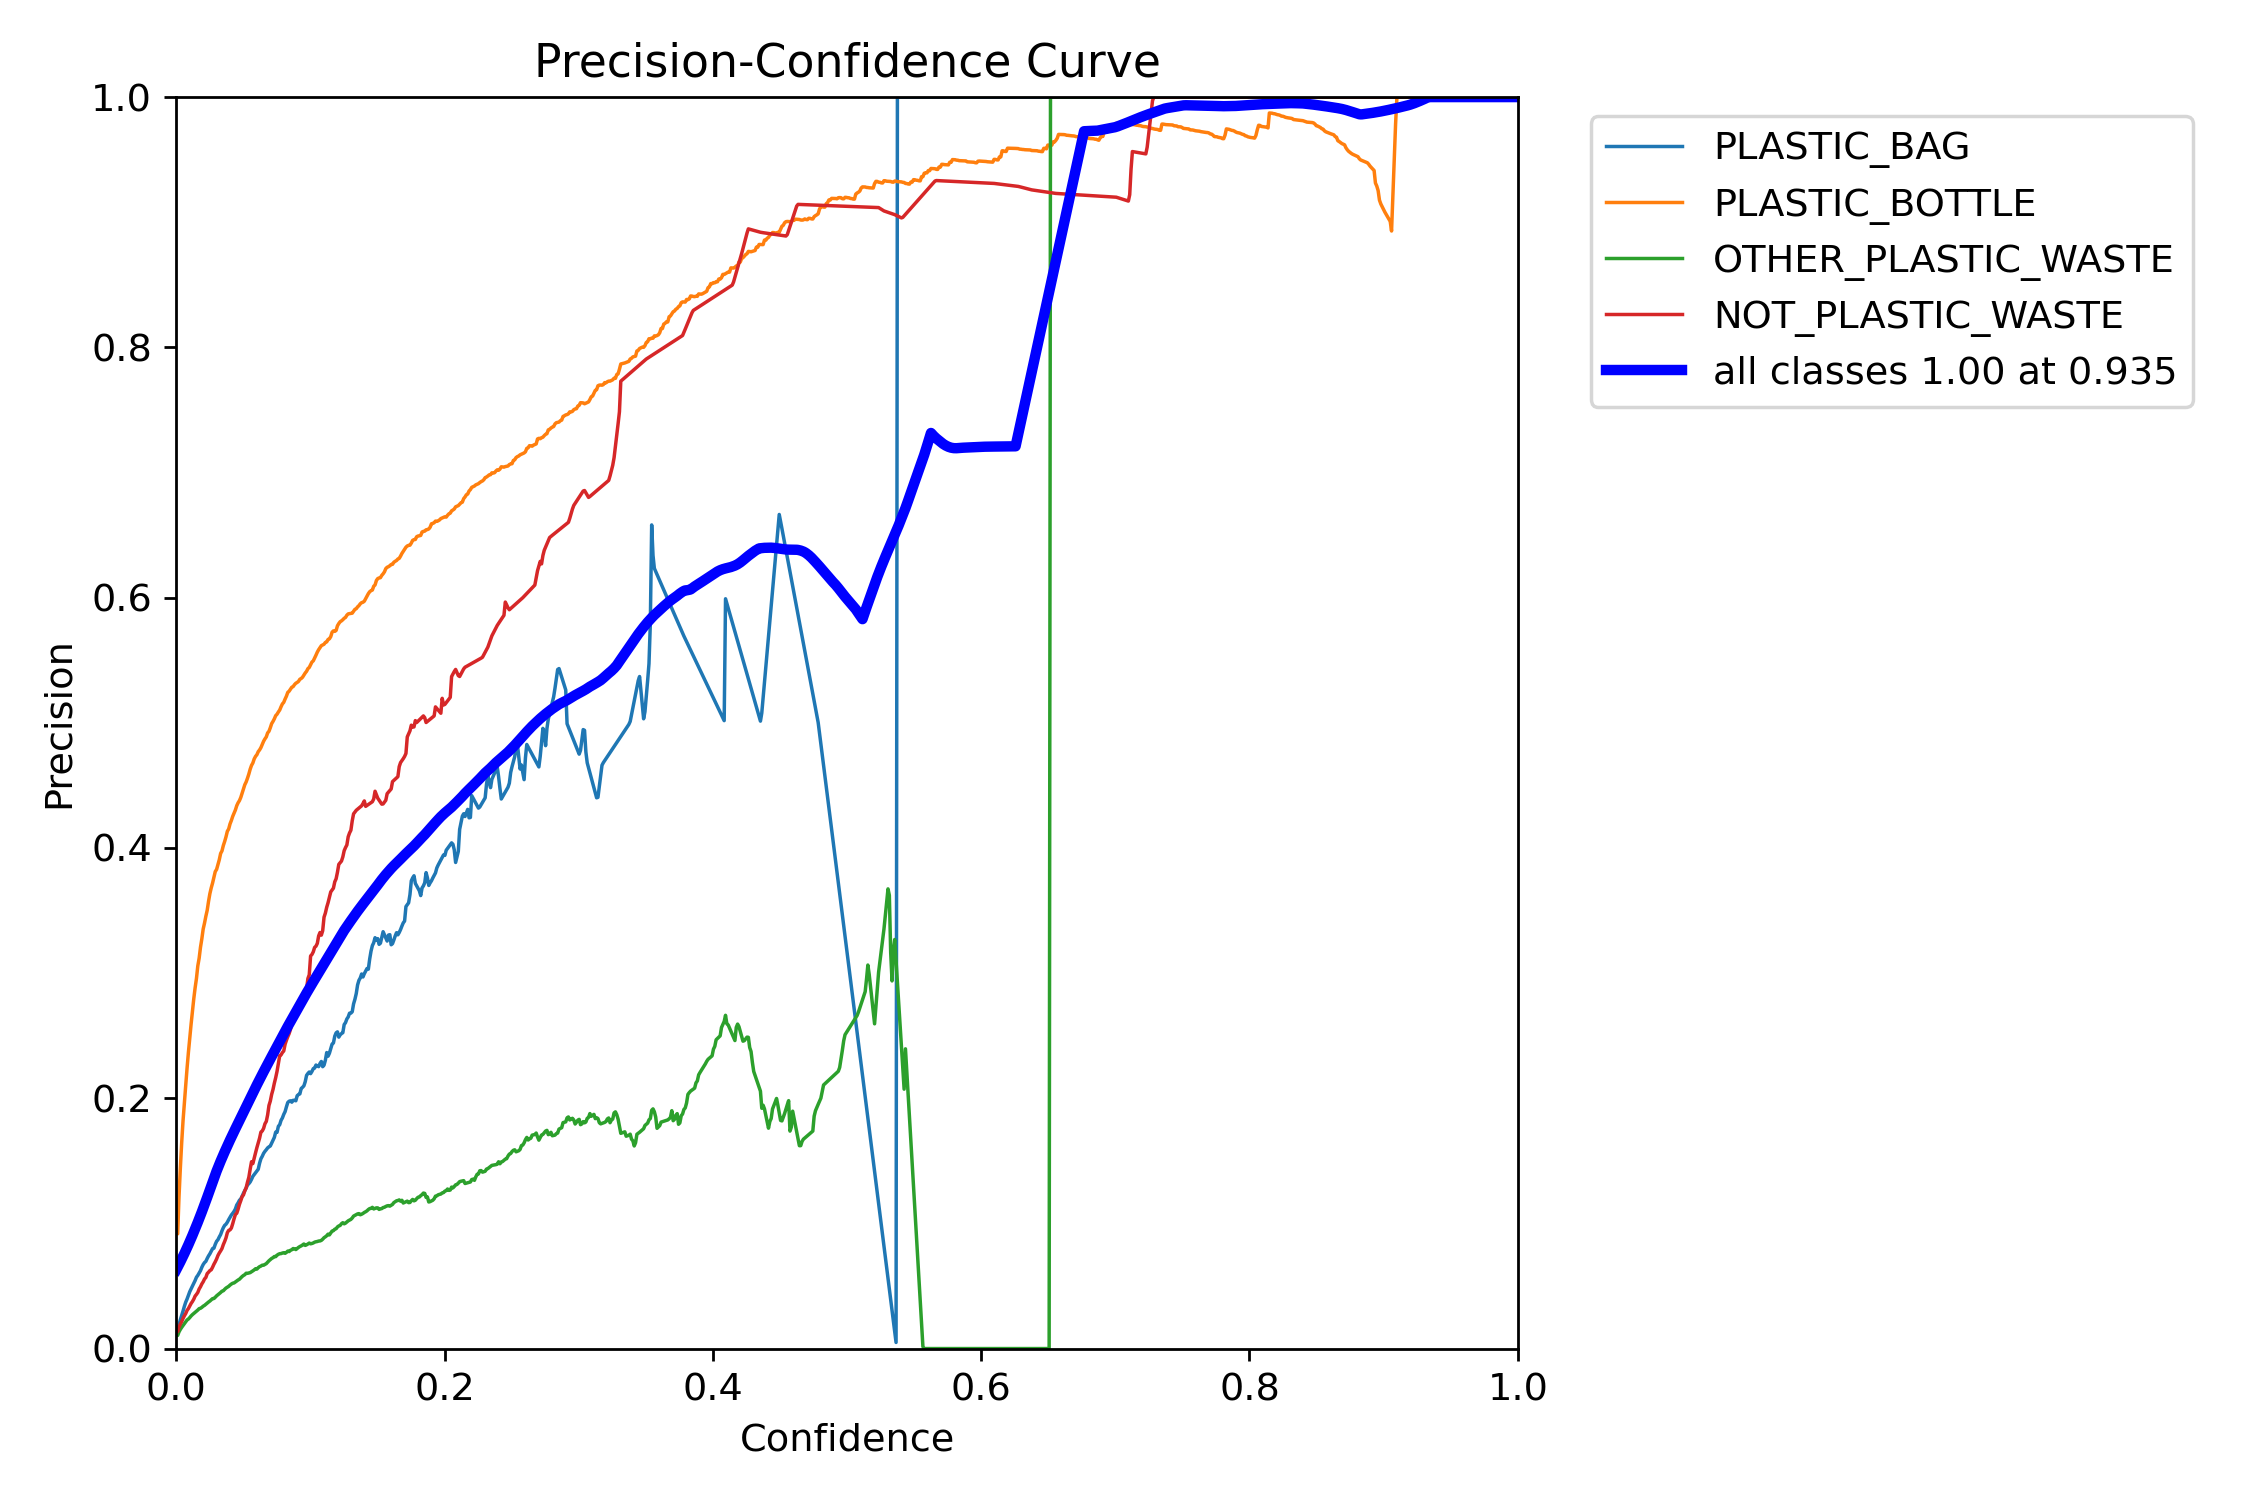 Precision-Confidence Curve
1.0
0.8
0.6
0.4
0.2
0.0
Precision
0.0 0.2 0.4 0.6 0.8 1.0
Confidence
PLASTIC_BAG
PLASTIC_BOTTLE
OTHER_PLASTIC_WASTE
NOT_PLASTIC_WASTE
all classes 1.00 at 0.935